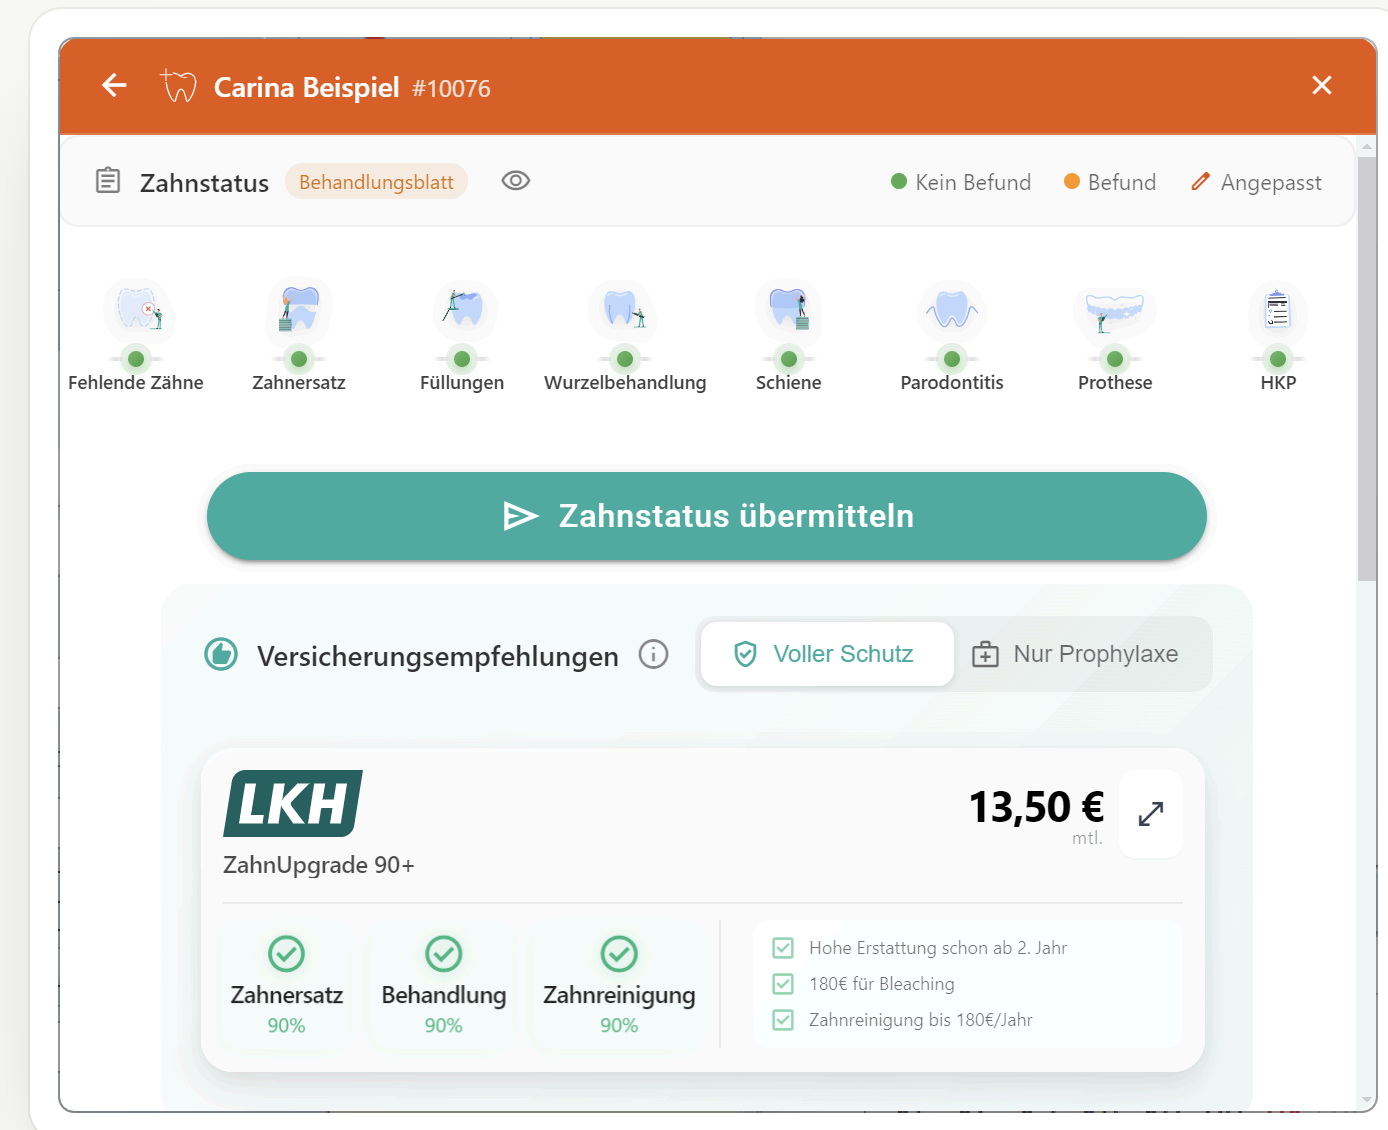 Carina Beispiel #10076
Zahnstatus Behandlungsblatt Kein Befund Befund Angepasst
Fehlende Zähne Zahnersatz Füllungen Wurzelbehandlung Schiene Parodontitis Prothese HKP
Zahnstatus übermitteln
Versicherungsempfehlungen Voller Schutz Nur Prophylaxe
LKH
13,50 €
mtl.
ZahnUpgrade 90+
Zahnersatz Behandlung Zahnreinigung
90% 90% 90%
Hohe Erstattung schon ab 2. Jahr
180€ für Bleaching
Zahnreinigung bis 180€/Jahr